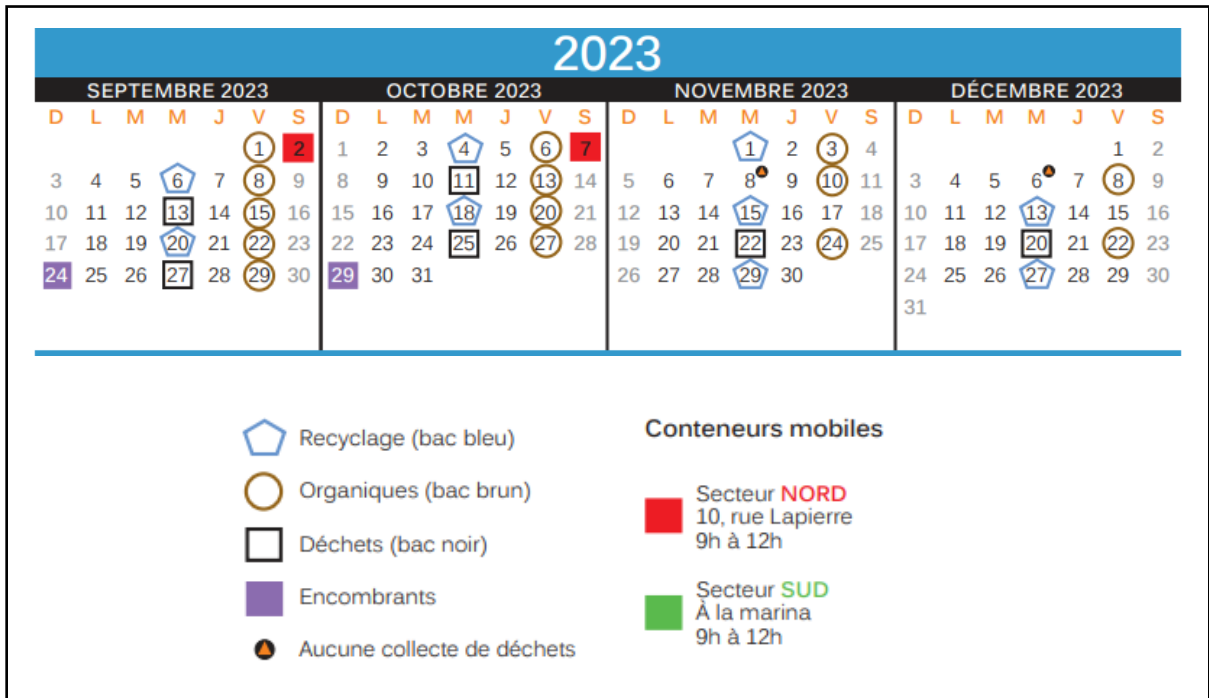 2023
SEPTEMBRE 2023 OCTOBRE 2023 NOVEMBRE 2023 DÉCEMBRE 2023
D L M M J V S D L M M J V S D L M M J V S D L M M J V S
1 2 1 2 3 4 5 6 7 1 2 3 4 1 2
3 4 5 6 7 8 9 8 9 10 11 12 13 14 5 6 7 8 9 10 11 3 4 5 6 7 8 9
10 11 12 13 14 15 16 15 16 17 18 19 20 21 12 13 14 15 16 17 18 10 11 12 13 14 15 16
17 18 19 20 21 22 23 22 23 24 25 26 27 28 19 20 21 22 23 24 25 17 18 19 20 21 22 23
24 25 26 27 28 29 30 29 30 31 26 27 28 29 30 24 25 26 27 28 29 30
31
Recyclage (bac bleu)
Organiques (bac brun)
Déchets (bac noir)
Encombrants
Aucune collecte de déchets
Conteneurs mobiles
Secteur NORD
10, rue Lapierre
9h à 12h
Secteur SUD
À la marina
9h à 12h